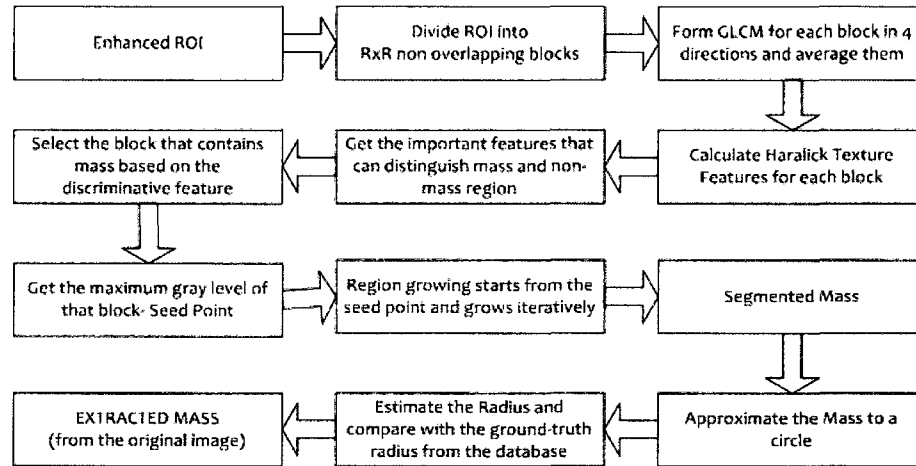 Enhanced ROI
Divide ROI into
RxR non overlapping blocks
Form GLCM for each block in 4
directions and average them
Select the block that contains
mass based on the
discriminative feature
Get the important features that
can distinguish mass and non-
mass region
Calculate Haralick Texture
Features for each block
Get the maximum gray level of
that block- Seed Point
Region growing starts from the
seed point and grows iteratively
Segmented Mass
EXTRACTED MASS
(from the original image)
Estimate the Radius and
compare with the ground-truth
radius from the database
Approximate the Mass to a
circle